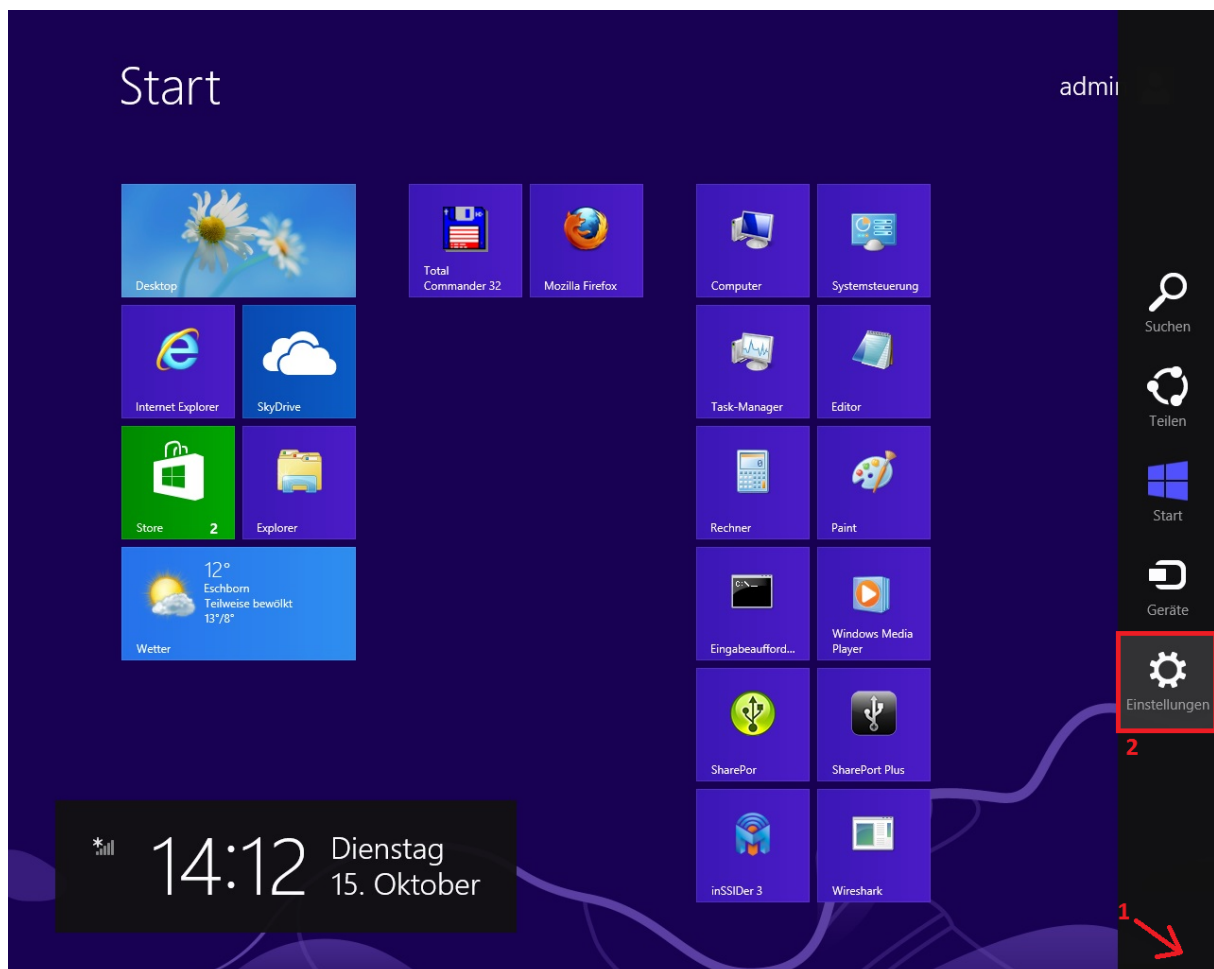 Start
admin
Desktop
Total
Commander 32
Mozilla Firefox
Computer
Systemsteuerung
Internet Explorer
SkyDrive
Task-Manager
Editor
Store 2
Explorer
Rechner
Paint
12°
Eschborn
Teilweise bewölkt
13°/8°
Wetter
C:\_
Eingabeaufford...
Windows Media
Player
SharePor
SharePort Plus
inSSIDer 3
Wireshark
14:12
Dienstag
15. Oktober
Suchen
Teilen
Start
Geräte
Einstellungen
2
1